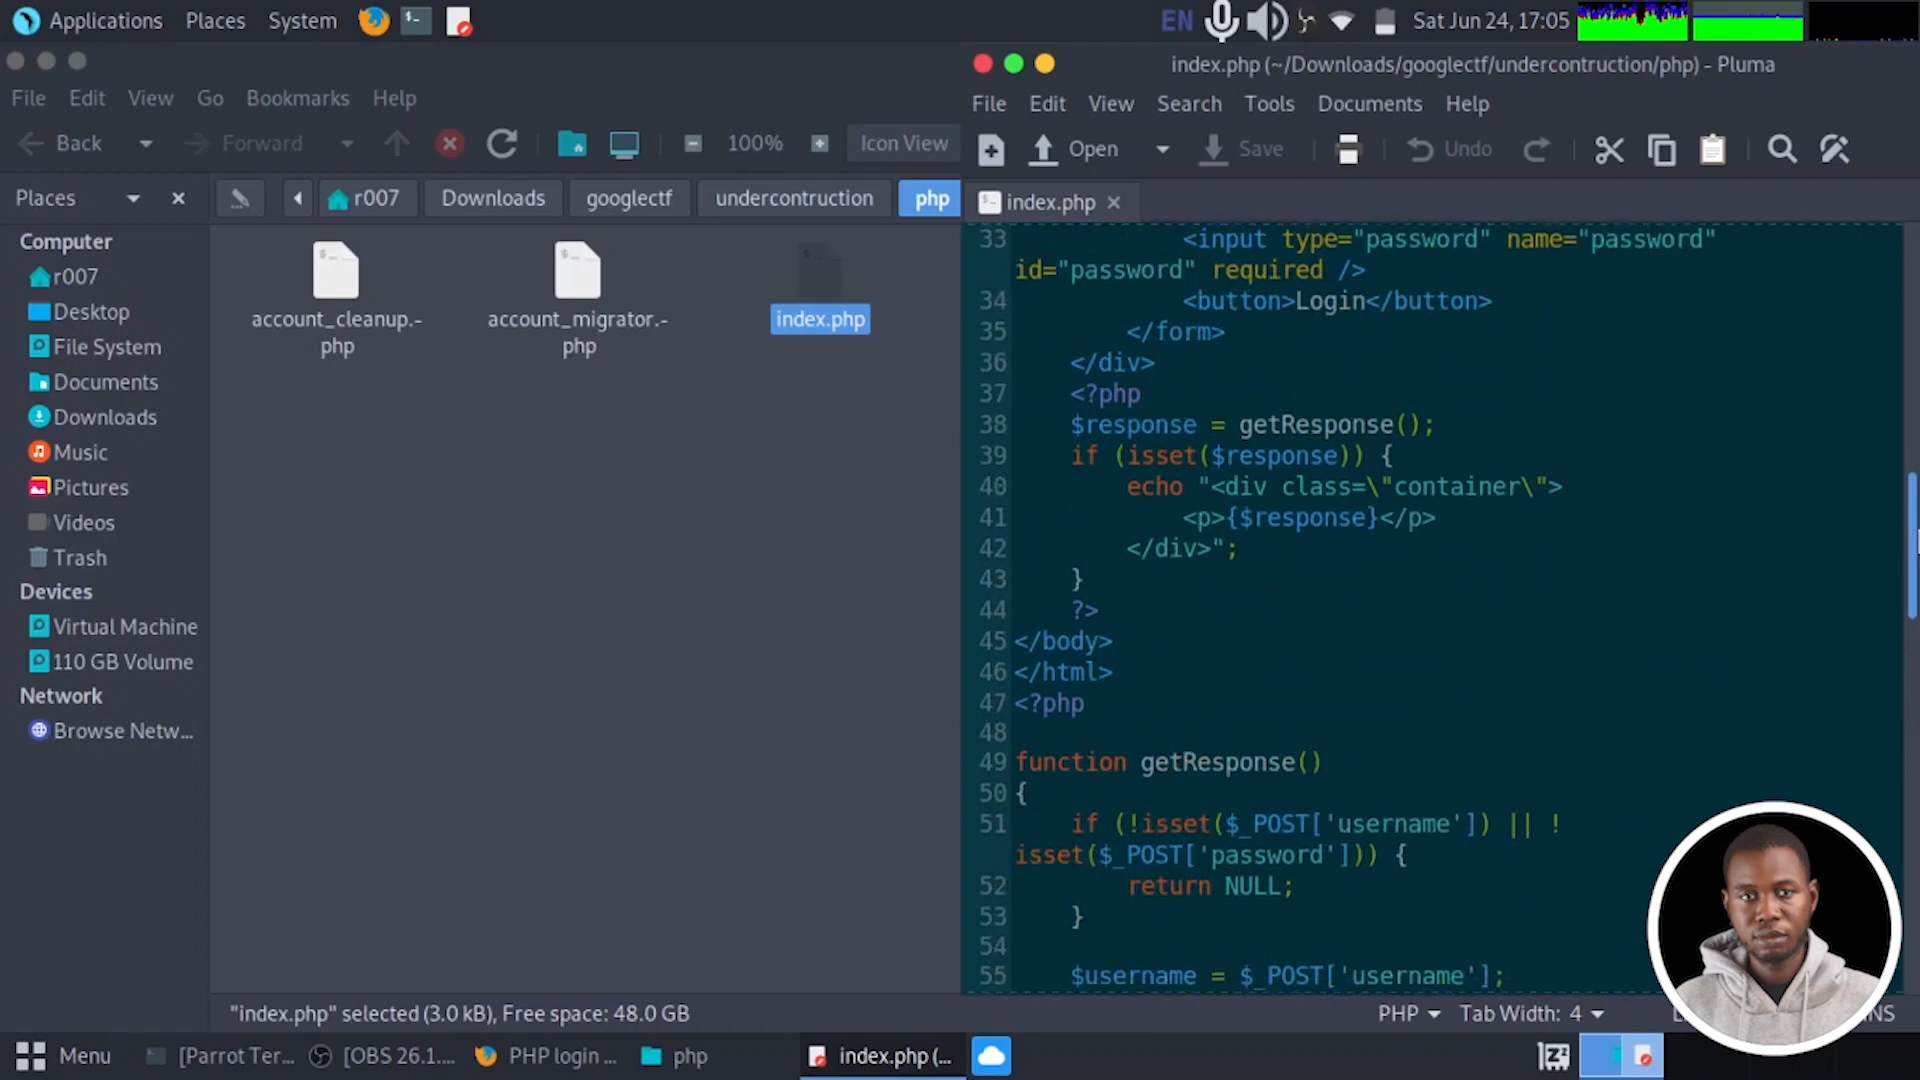 Applications Places System
EN
Sat Jun 24, 17:05
File Edit View Go Bookmarks Help
Back Forward 100% Icon View
Places
r007 Downloads googlectf undercontruction php
Computer
r007
Desktop
File System
Documents
Downloads
Music
Pictures
Videos
Trash
Devices
Virtual Machine
110 GB Volume
Network
Browse Netw...
account_cleanup.-
php
account_migrator.-
php
index.php
"index.php" selected (3.0 kB), Free space: 48.0 GB
index.php (~/Downloads/googlectf/undercontruction/php) - Pluma
File Edit View Search Tools Documents Help
Open Save Undo
index.php
33 <input type="password" name="password"
id="password" required />
34 <button>Login</button>
35 </form>
36 </div>
37 <?php
38 $response = getResponse();
39 if (isset($response)) {
40 echo "<div class=\"container\">
41 <p>{$response}</p>
42 </div>";
43 }
44 ?>
45 </body>
46 </html>
47 <?php
48
49 function getResponse()
50 {
51 if (!isset($_POST['username']) || !
isset($_POST['password'])) {
52 return NULL;
53 }
54
55 $username = $_POST['username'];
PHP Tab Width: 4
Menu [Parrot Ter... [OBS 26.1.... PHP login ... php index.php (...